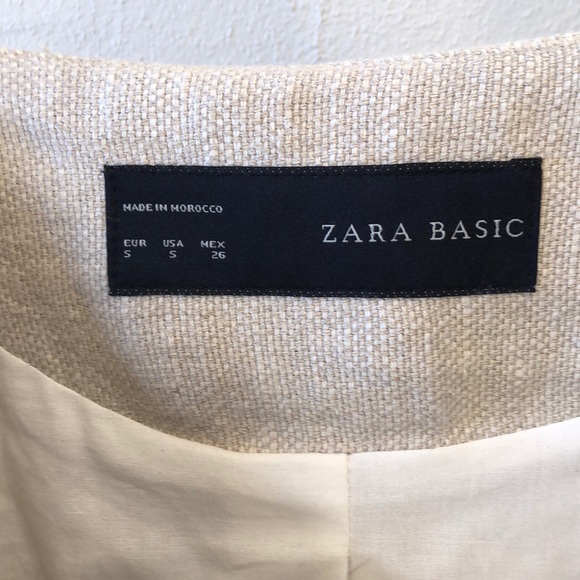 MADE IN MOROCCO
EUR USA MEX
S S 26
ZARA BASIC